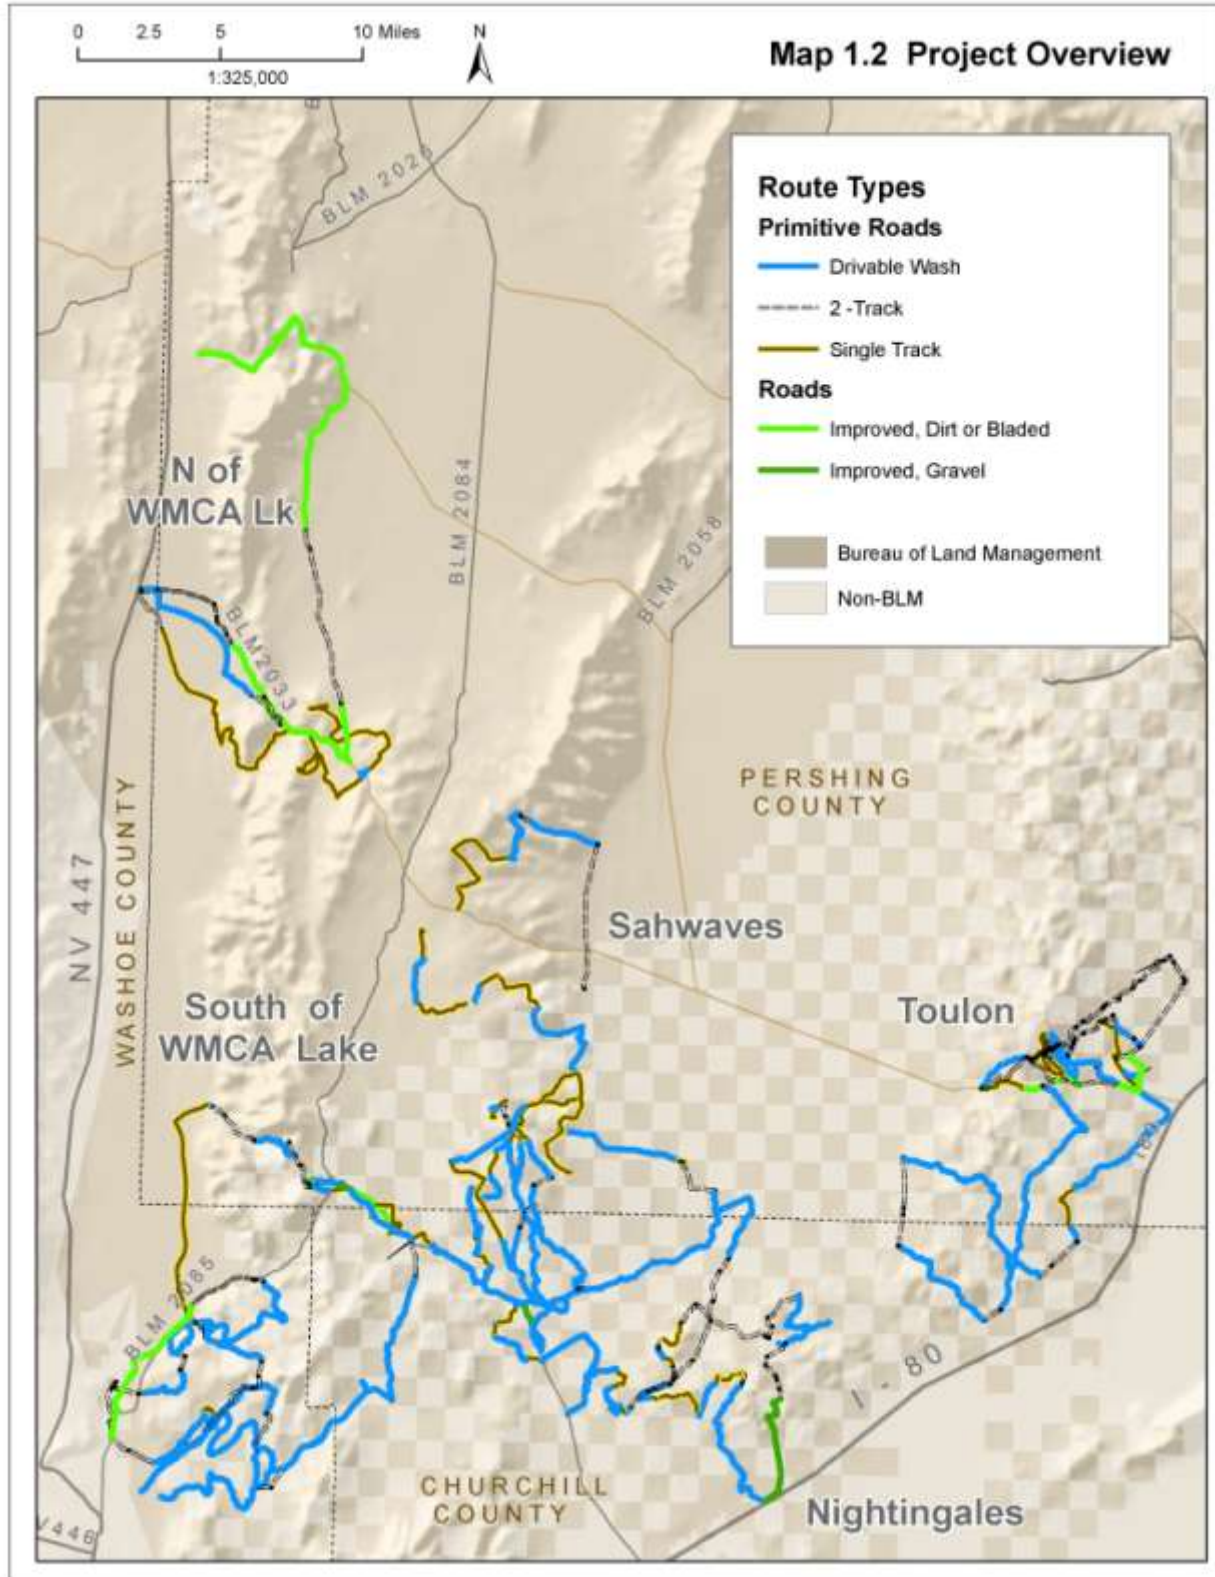 0 2.5 5 10 Miles
1:325,000
N
Map 1.2 Project Overview
BLM 2026
Route Types
Primitive Roads
Drivable Wash
2 -Track
Single Track
Roads
Improved, Dirt or Bladed
Improved, Gravel
Bureau of Land Management
Non-BLM
N of
WMCA Lk
BLM 2084
BLM 2058
BLM2033
PERSHING
COUNTY
NV 447
WASHOE COUNTY
Sahwaves
South of
WMCA Lake
Toulon
I-80
BLM 2085
I - 80
CHURCHILL
COUNTY
Nightingales